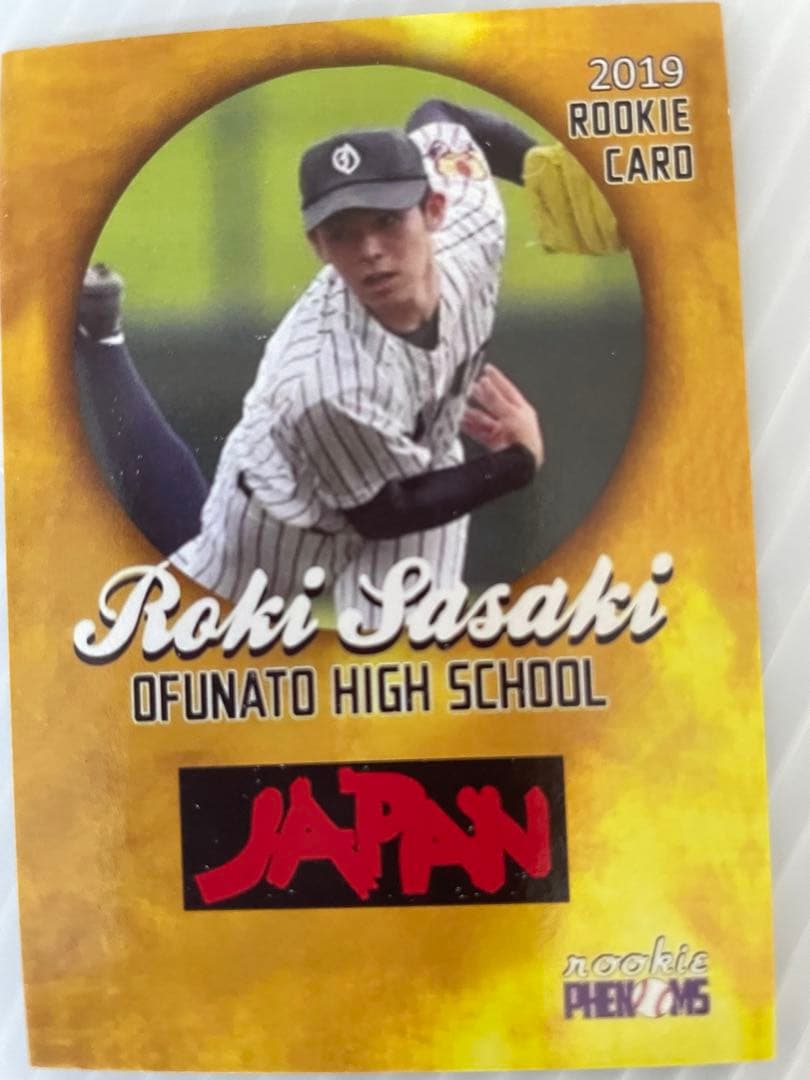 2019
ROOKIE
CARD
Roki Sasaki
OFUNATO HIGH SCHOOL
JAPAN
rookie
PHENOMS